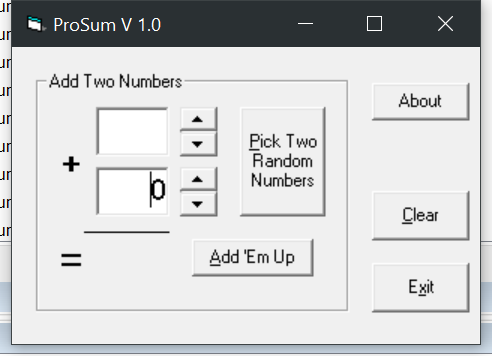 ProSum V 1.0
Add Two Numbers
About
+
Pick Two
Random
Numbers
0
Clear
=
Add 'Em Up
Exit